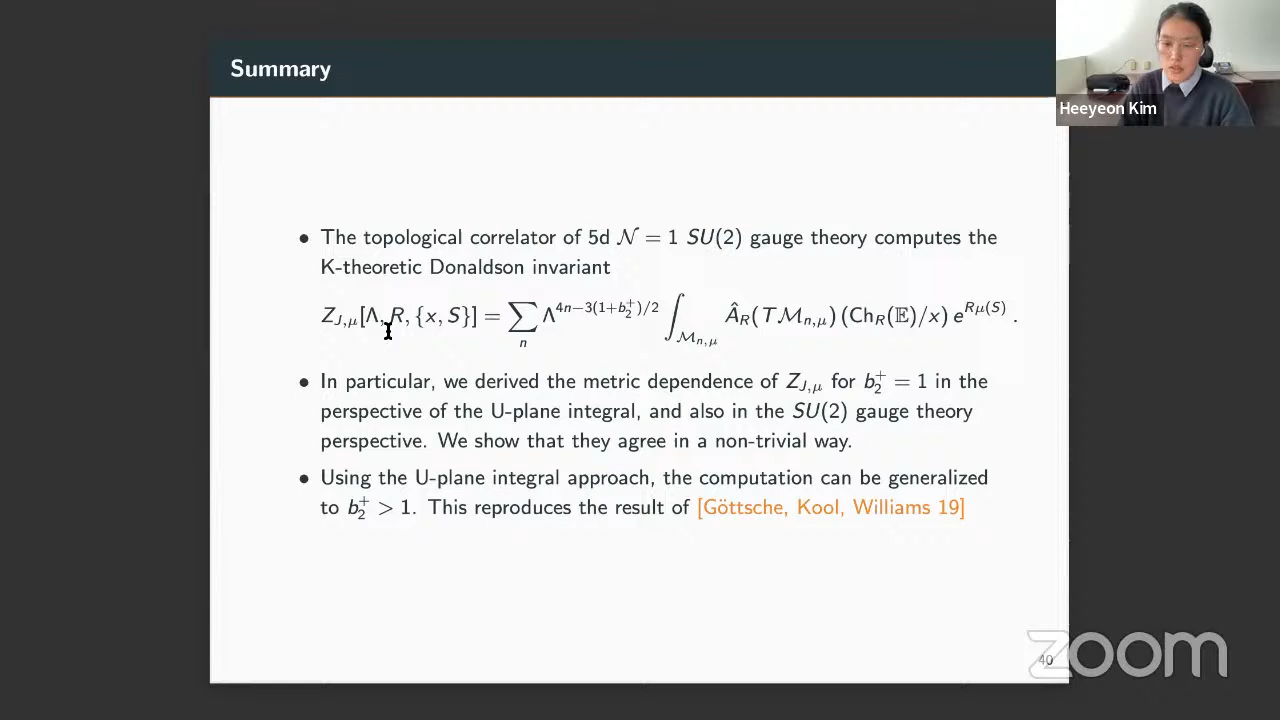 Summary
Heeyeon Kim
• The topological correlator of 5d 𝒩 = 1 SU(2) gauge theory computes the
K-theoretic Donaldson invariant
Z_{J,μ}[Λ, R, {x, S}] = ∑_n Λ^{4n−3(1+b_2^+)/2} ∫_{ℳ_{n,μ}} Â_R(Tℳ_{n,μ}) (Ch_R(𝔼)/x) e^{Rμ(S)} .
• In particular, we derived the metric dependence of Z_{J,μ} for b_2^+ = 1 in the
perspective of the U-plane integral, and also in the SU(2) gauge theory
perspective. We show that they agree in a non-trivial way.
• Using the U-plane integral approach, the computation can be generalized
to b_2^+ > 1. This reproduces the result of [Göttsche, Kool, Williams 19]
40
zoom